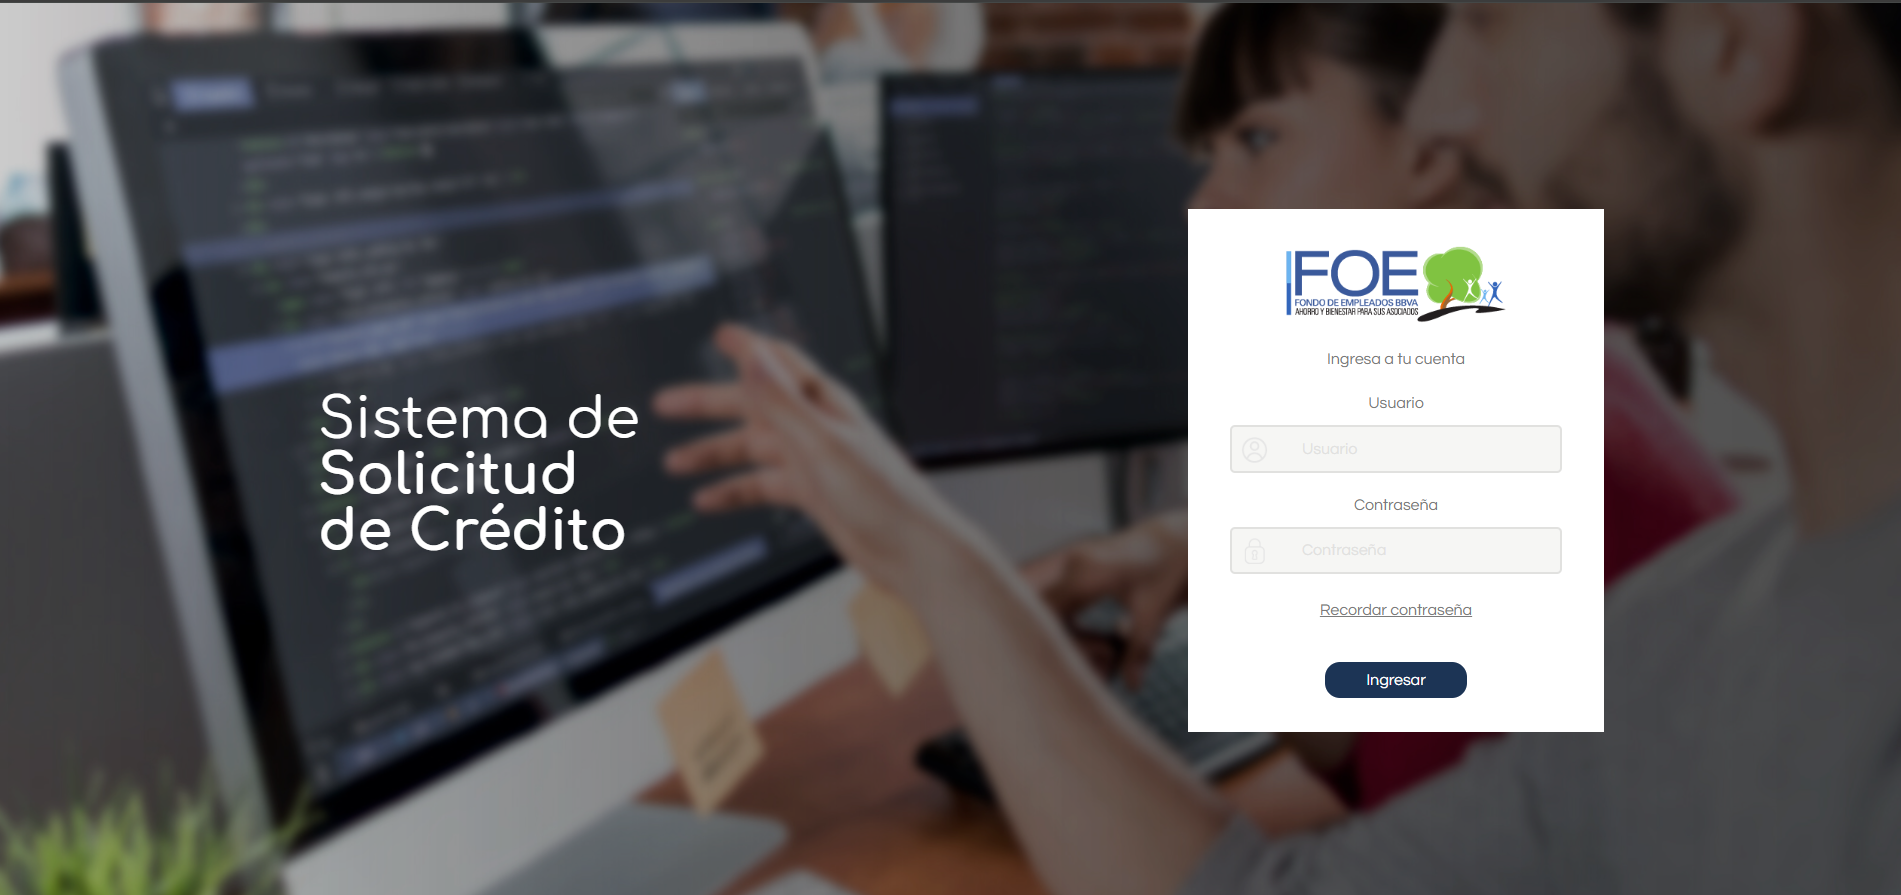 Sistema de
Solicitud
de Crédito
FOE
FONDO DE EMPLEADOS BBVA
AHORRO Y BIENESTAR PARA SUS ASOCIADOS
Ingresa a tu cuenta
Usuario
Usuario
Contraseña
Contraseña
Recordar contraseña
Ingresar